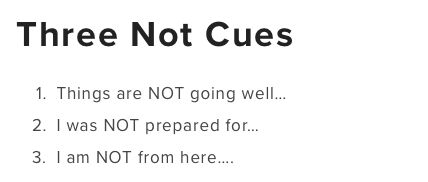 Three Not Cues
1. Things are NOT going well...
2. I was NOT prepared for...
3. I am NOT from here....